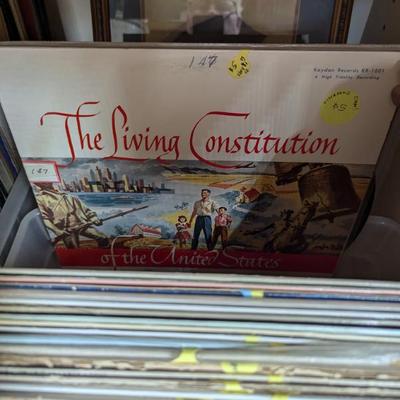 147
Kaydan Records KR-1001
A High Fidelity Recording
The Living Constitution
147
of the United States